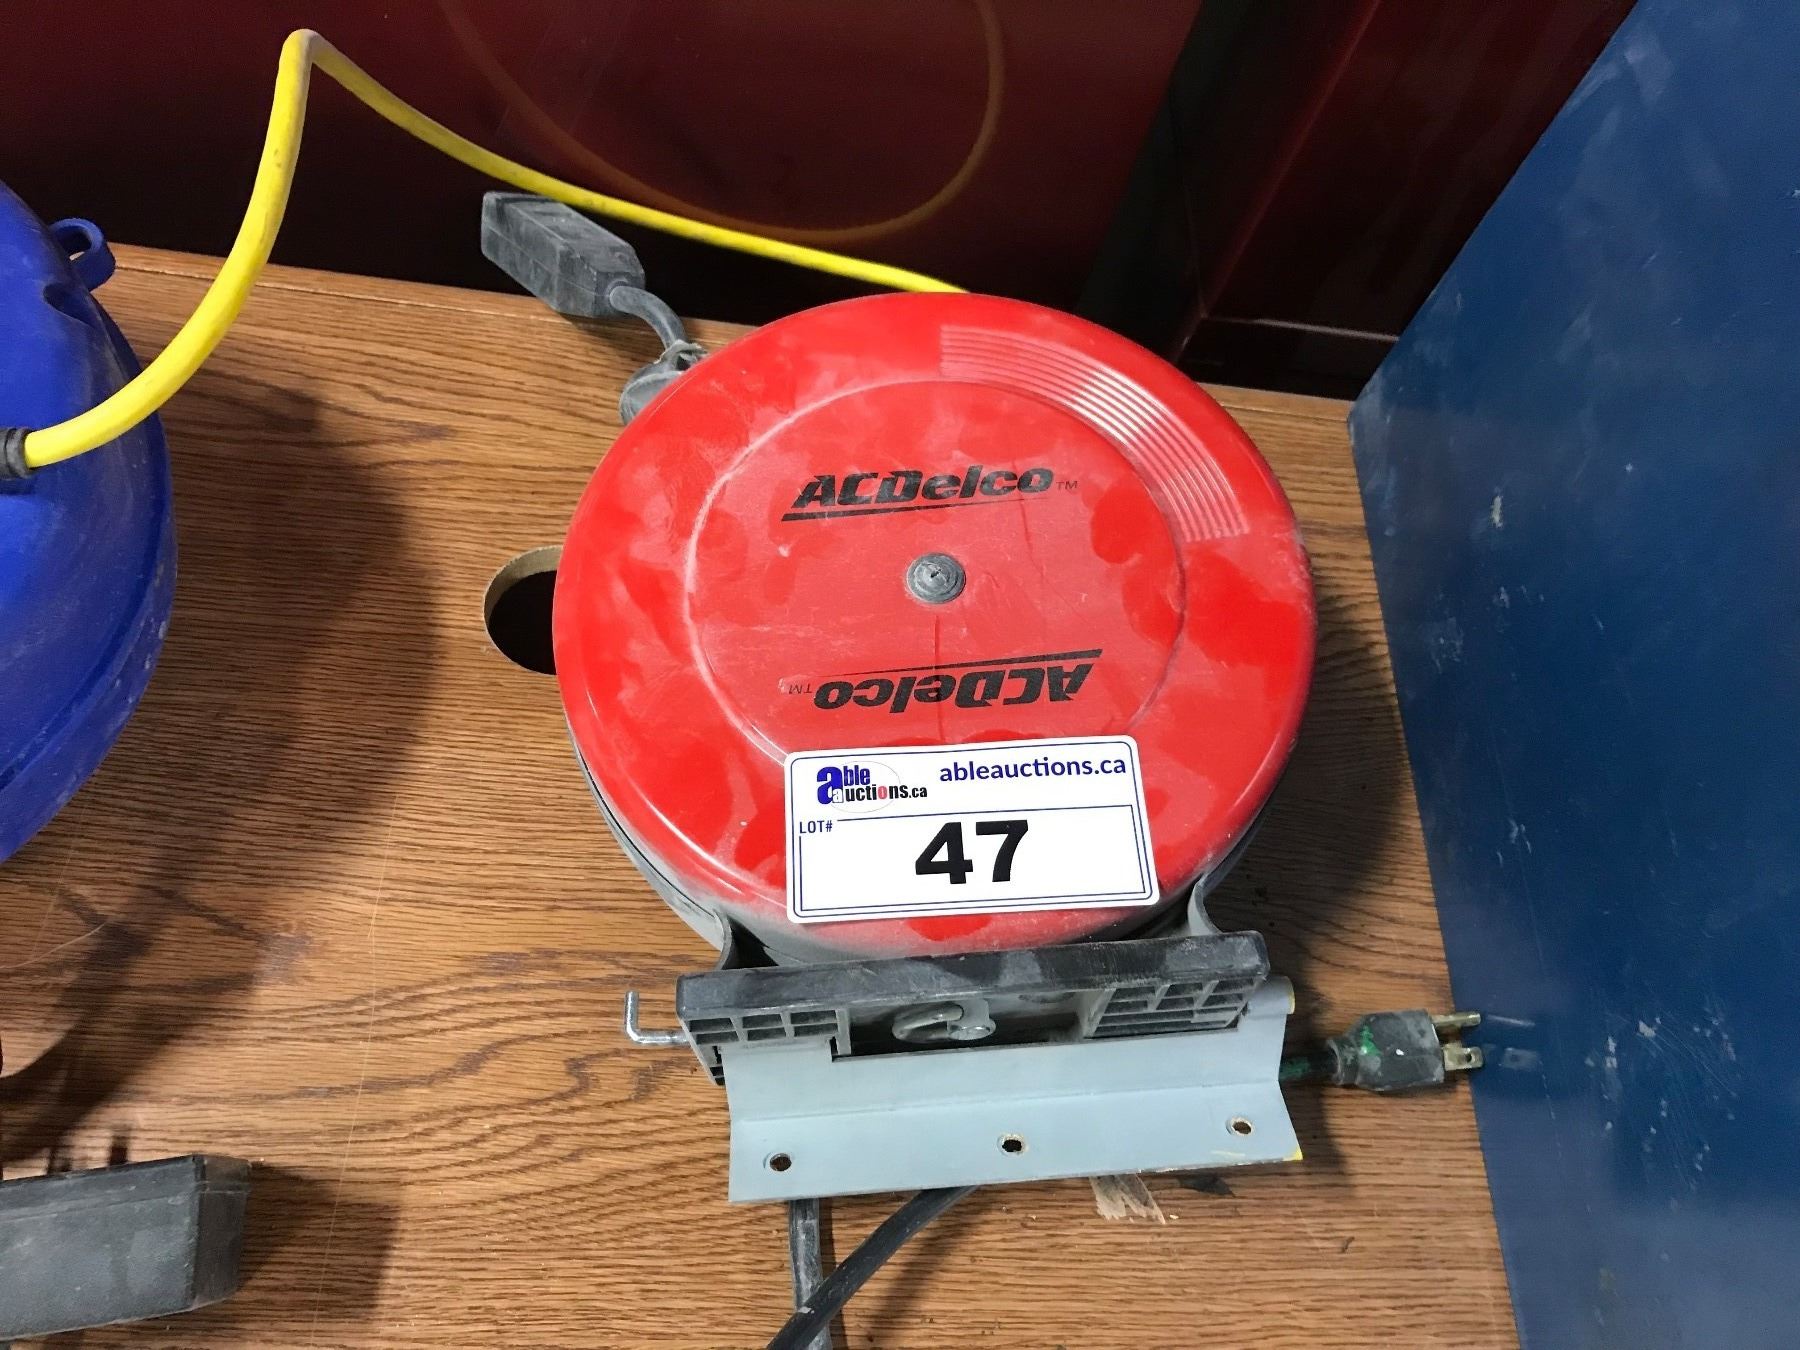 ACDelco™
ACDelco™
able auctions.ca
ableauctions.ca
LOT#
47